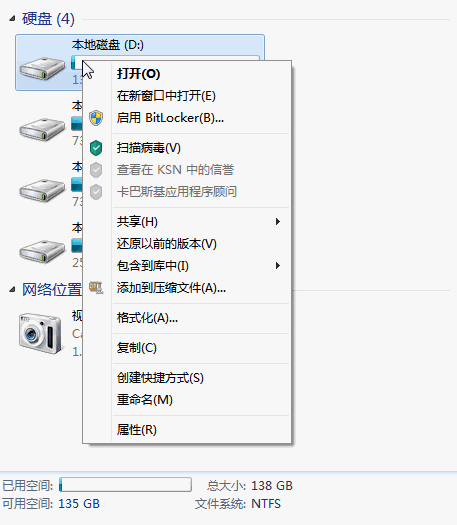 硬盘 (4)
本地磁盘 (D:)
13
打开(O)
在新窗口中打开(E)
启用 BitLocker(B)...
本
73
扫描病毒(V)
查看在 KSN 中的信誉
卡巴斯基应用程序顾问
本
73
共享(H)
还原以前的版本(V)
包含到库中(I)
添加到压缩文件(A)...
本
25
网络位置
格式化(A)...
视
Ca
1.
复制(C)
创建快捷方式(S)
重命名(M)
属性(R)
已用空间: 总大小: 138 GB
可用空间: 135 GB 文件系统: NTFS